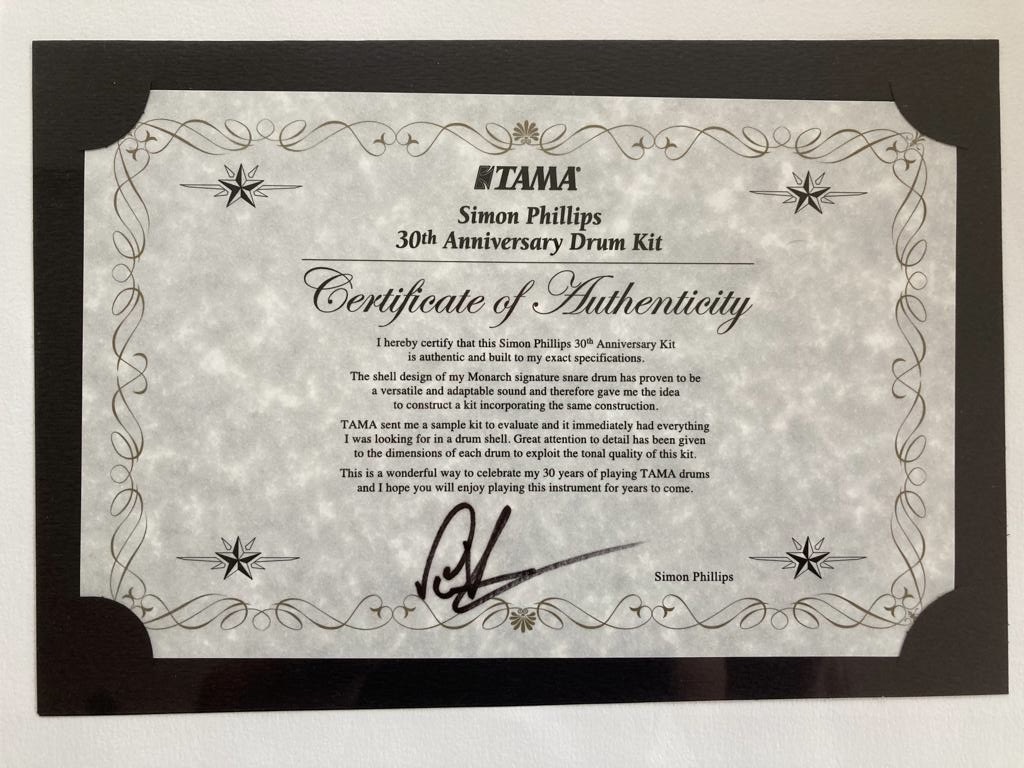 TAMA
Simon Phillips
30th Anniversary Drum Kit
Certificate of Authenticity
I hereby certify that this Simon Phillips 30th Anniversary Kit
is authentic and built to my exact specifications.
The shell design of my Monarch signature snare drum has proven to be
a versatile and adaptable sound and therefore gave me the idea
to construct a kit incorporating the same construction.
TAMA sent me a sample kit to evaluate and it immediately had everything
I was looking for in a drum shell. Great attention to detail has been given
to the dimensions of each drum to exploit the tonal quality of this kit.
This is a wonderful way to celebrate my 30 years of playing TAMA drums
and I hope you will enjoy playing this instrument for years to come.
Simon Phillips